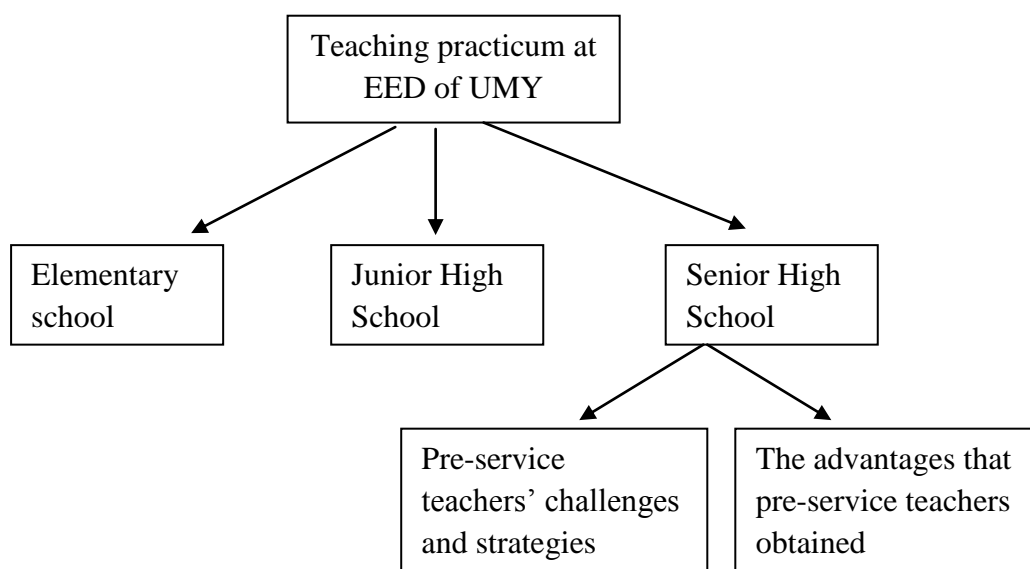 Teaching practicum at
EED of UMY
Elementary
school
Junior High
School
Senior High
School
Pre-service
teachers’ challenges
and strategies
The advantages that
pre-service teachers
obtained